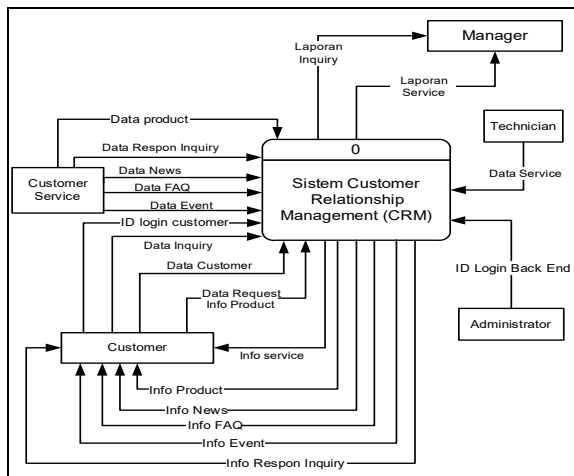 Manager
Laporan
Inquiry
Laporan
Service
Data product
Technician
Data Respon Inquiry
0
Data News
Data Service
Customer
Service
Data FAQ
Sistem Customer
Relationship
Management (CRM)
Data Event
ID login customer
Data Inquiry
Data Customer
ID Login Back End
Data Request
Info Product
Administrator
Customer
Info service
Info Product
Info News
Info FAQ
Info Event
Info Respon Inquiry